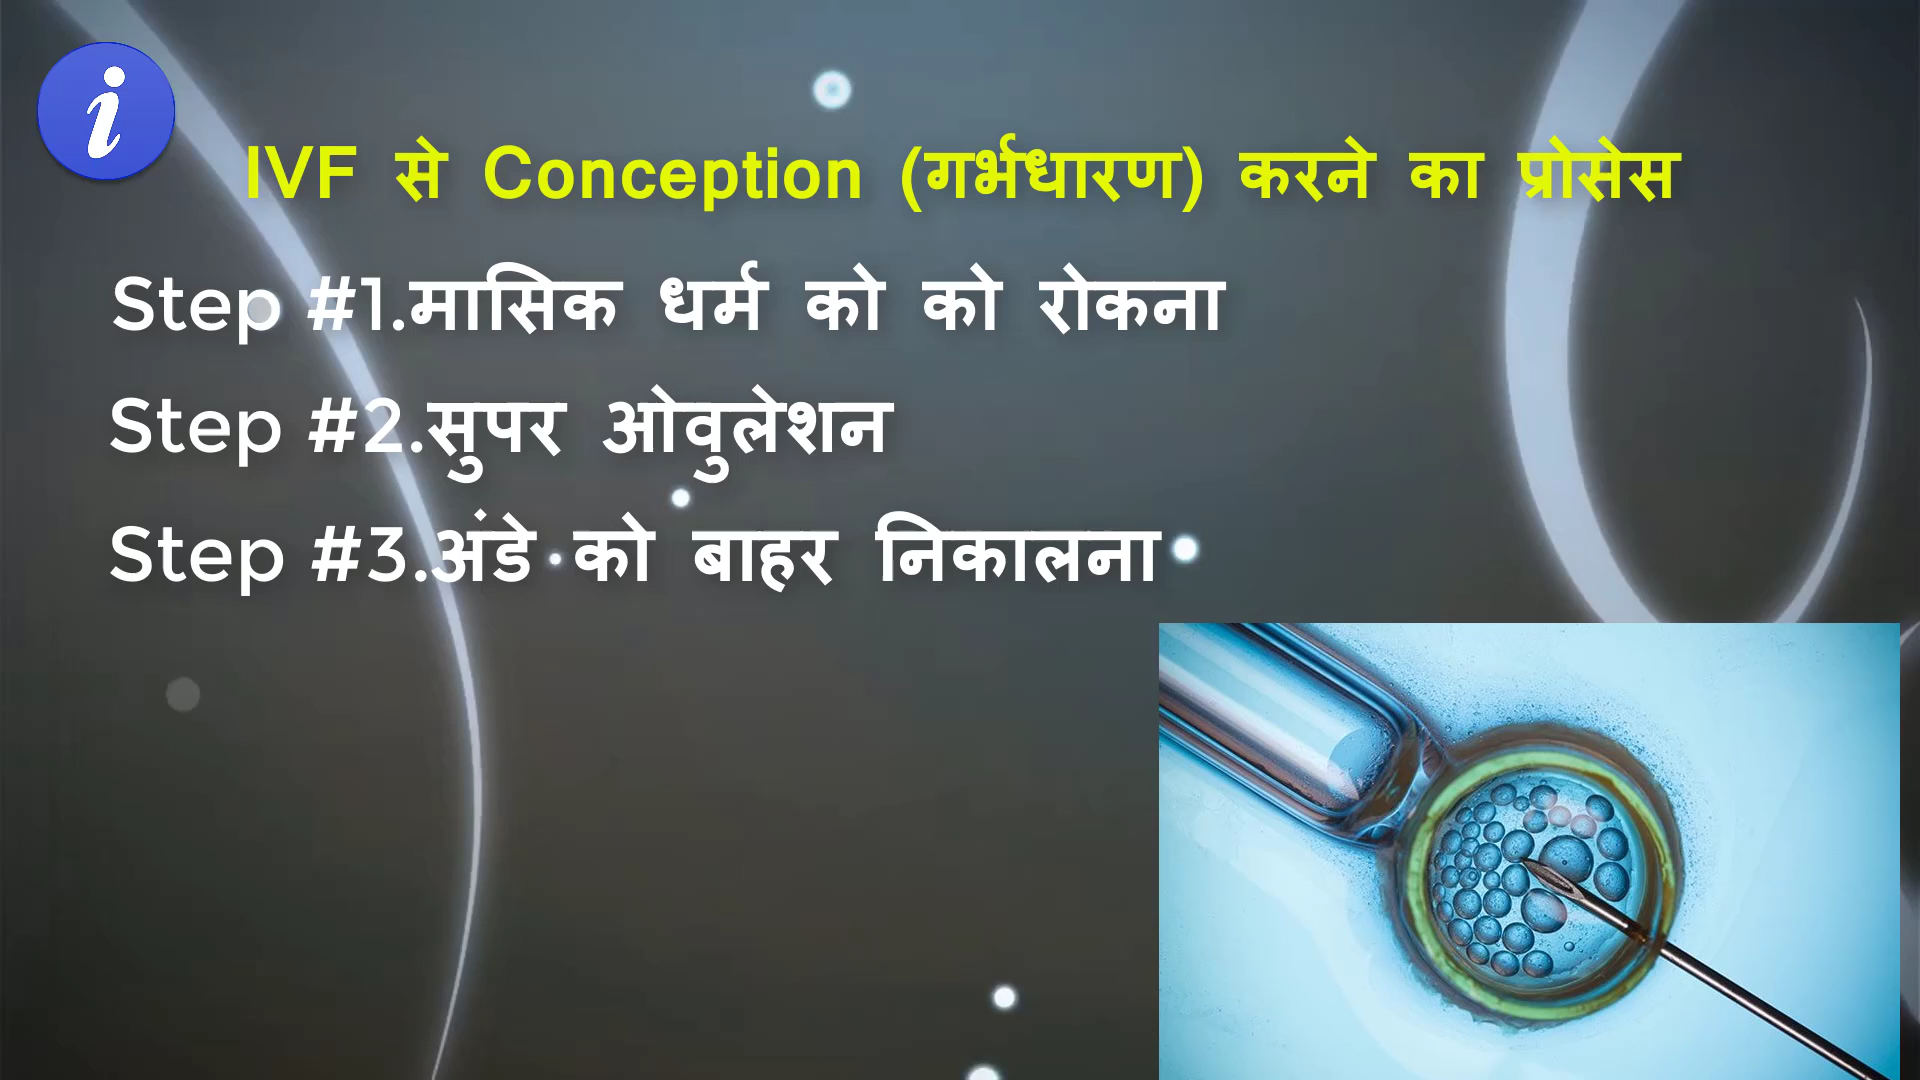 IVF से Conception (गर्भधारण) करने का प्रोसेस
Step #1.मासिक धर्म को को रोकना
Step #2.सुपर ओवुलेशन
Step #3.अंडे को बाहर निकालना